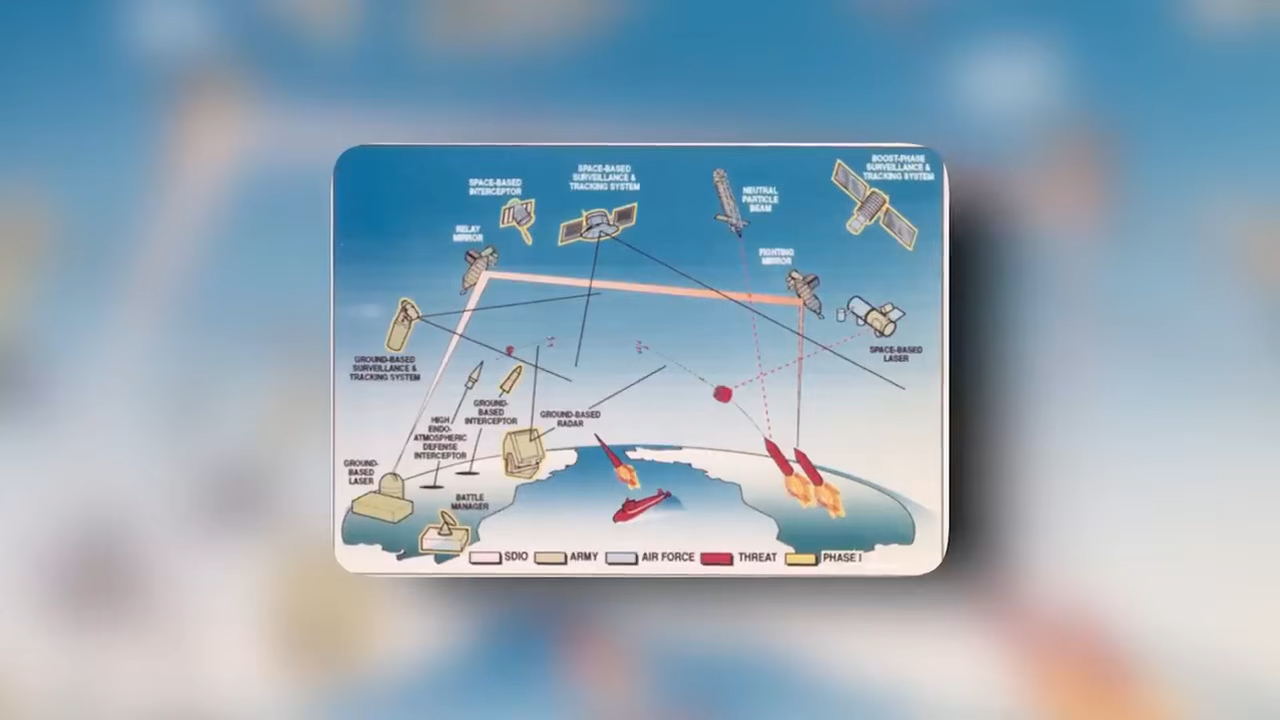 SPACE-BASED
INTERCEPTOR
SPACE-BASED
SURVEILLANCE &
TRACKING SYSTEM
NEUTRAL
PARTICLE
BEAM
BOOST-PHASE
SURVEILLANCE &
TRACKING SYSTEM
RELAY
MIRROR
FIGHTING
MIRROR
SPACE-BASED
LASER
GROUND-BASED
SURVEILLANCE &
TRACKING SYSTEM
HIGH
ENDO-
ATMOSPHERIC
DEFENSE
INTERCEPTOR
GROUND-
BASED
INTERCEPTOR
GROUND-BASED
RADAR
GROUND-
BASED
LASER
BATTLE
MANAGER
SDIO ARMY AIR FORCE THREAT PHASE I